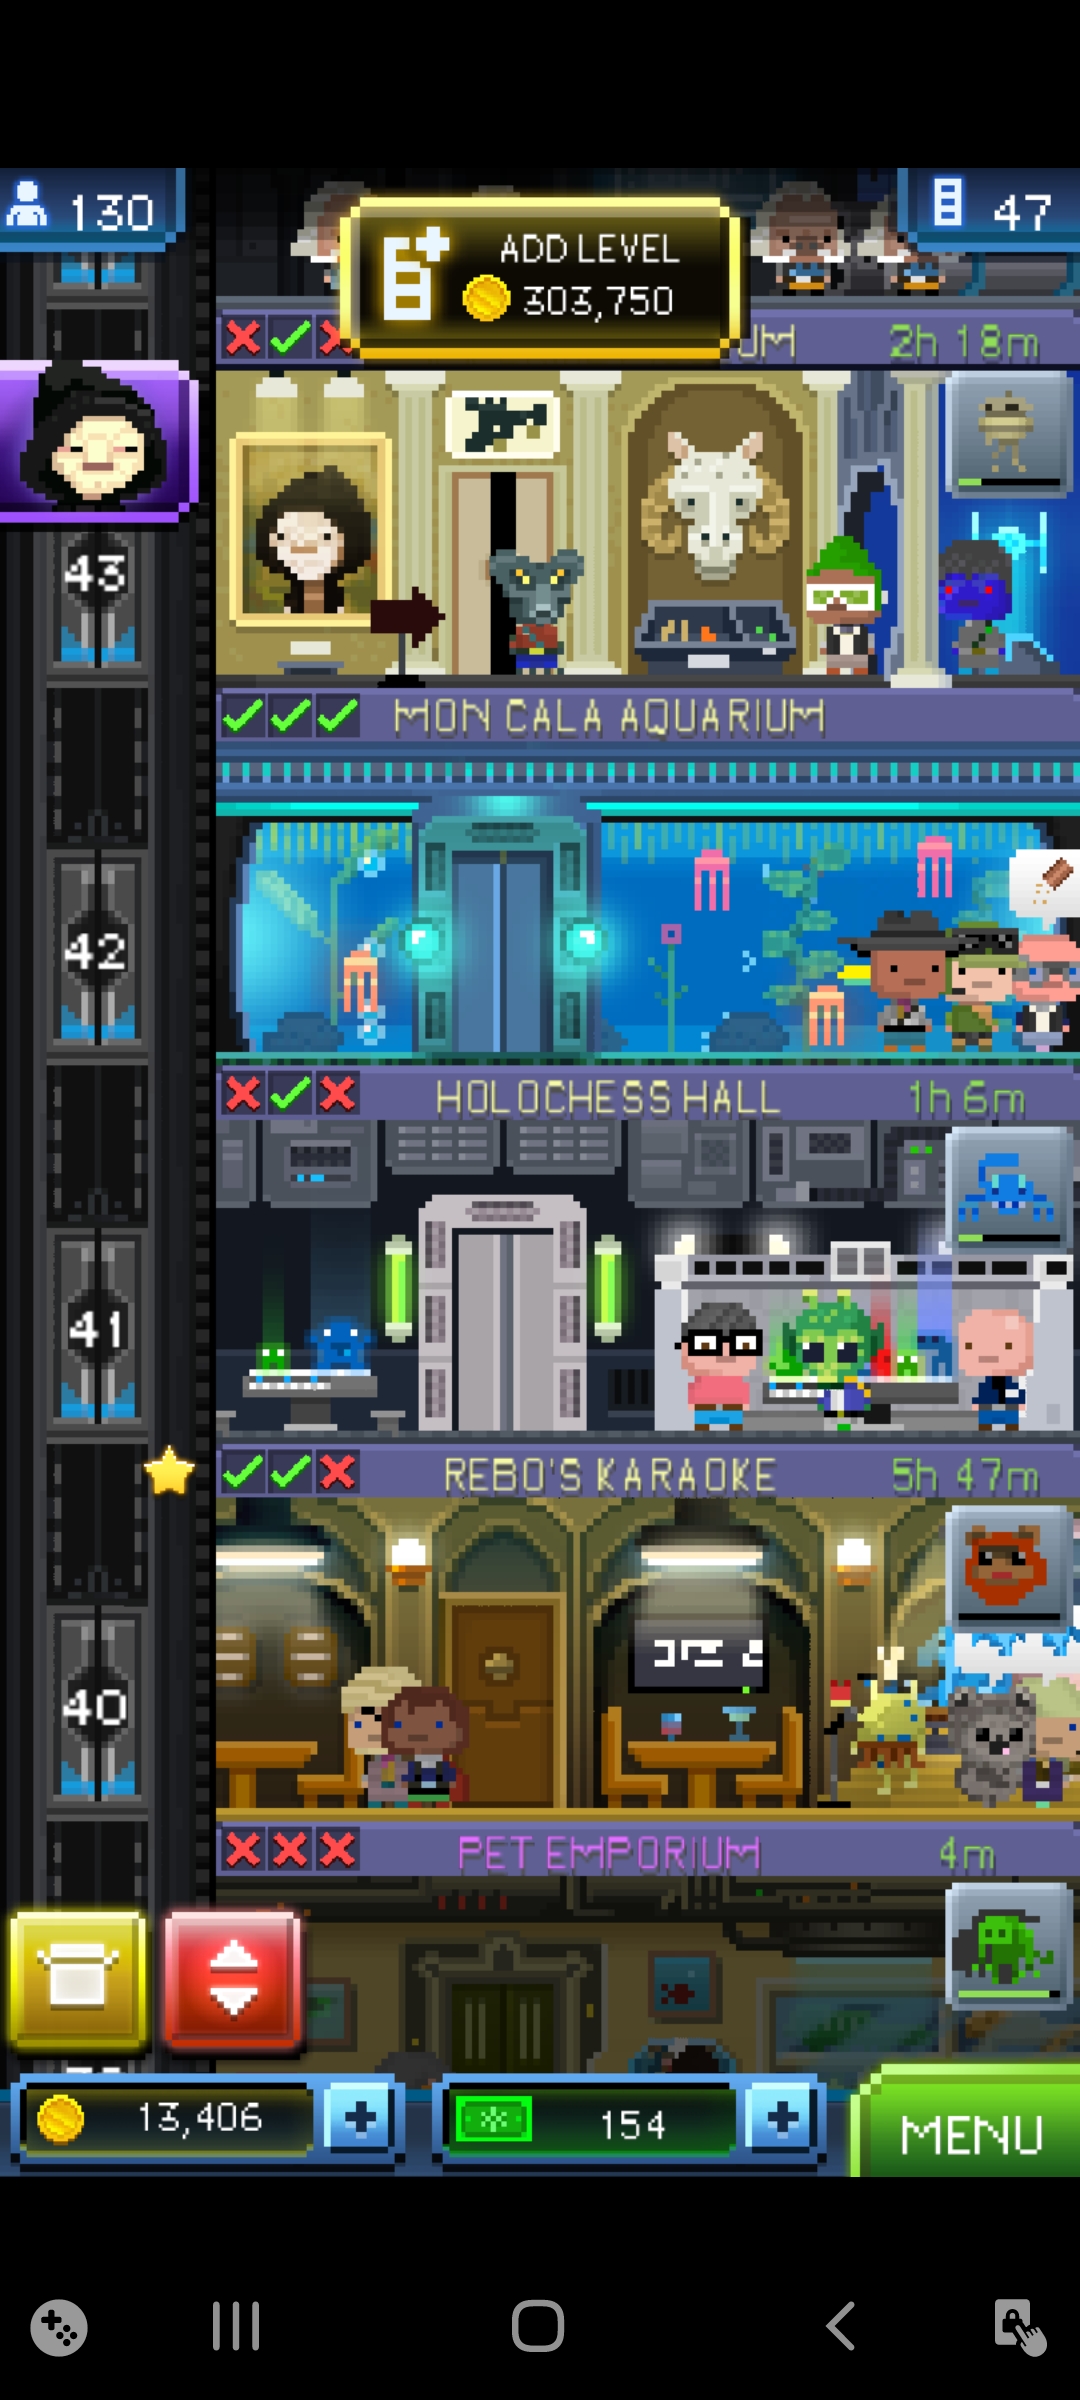 130
ADD LEVEL
303,750
47
UM
2h 18m
43
MON CALA AQUARIUM
42
HOLOCHESS HALL
1h 6m
41
REBO'S KARAOKE
5h 47m
40
PET EMPORIUM
4m
13,406
154
MENU